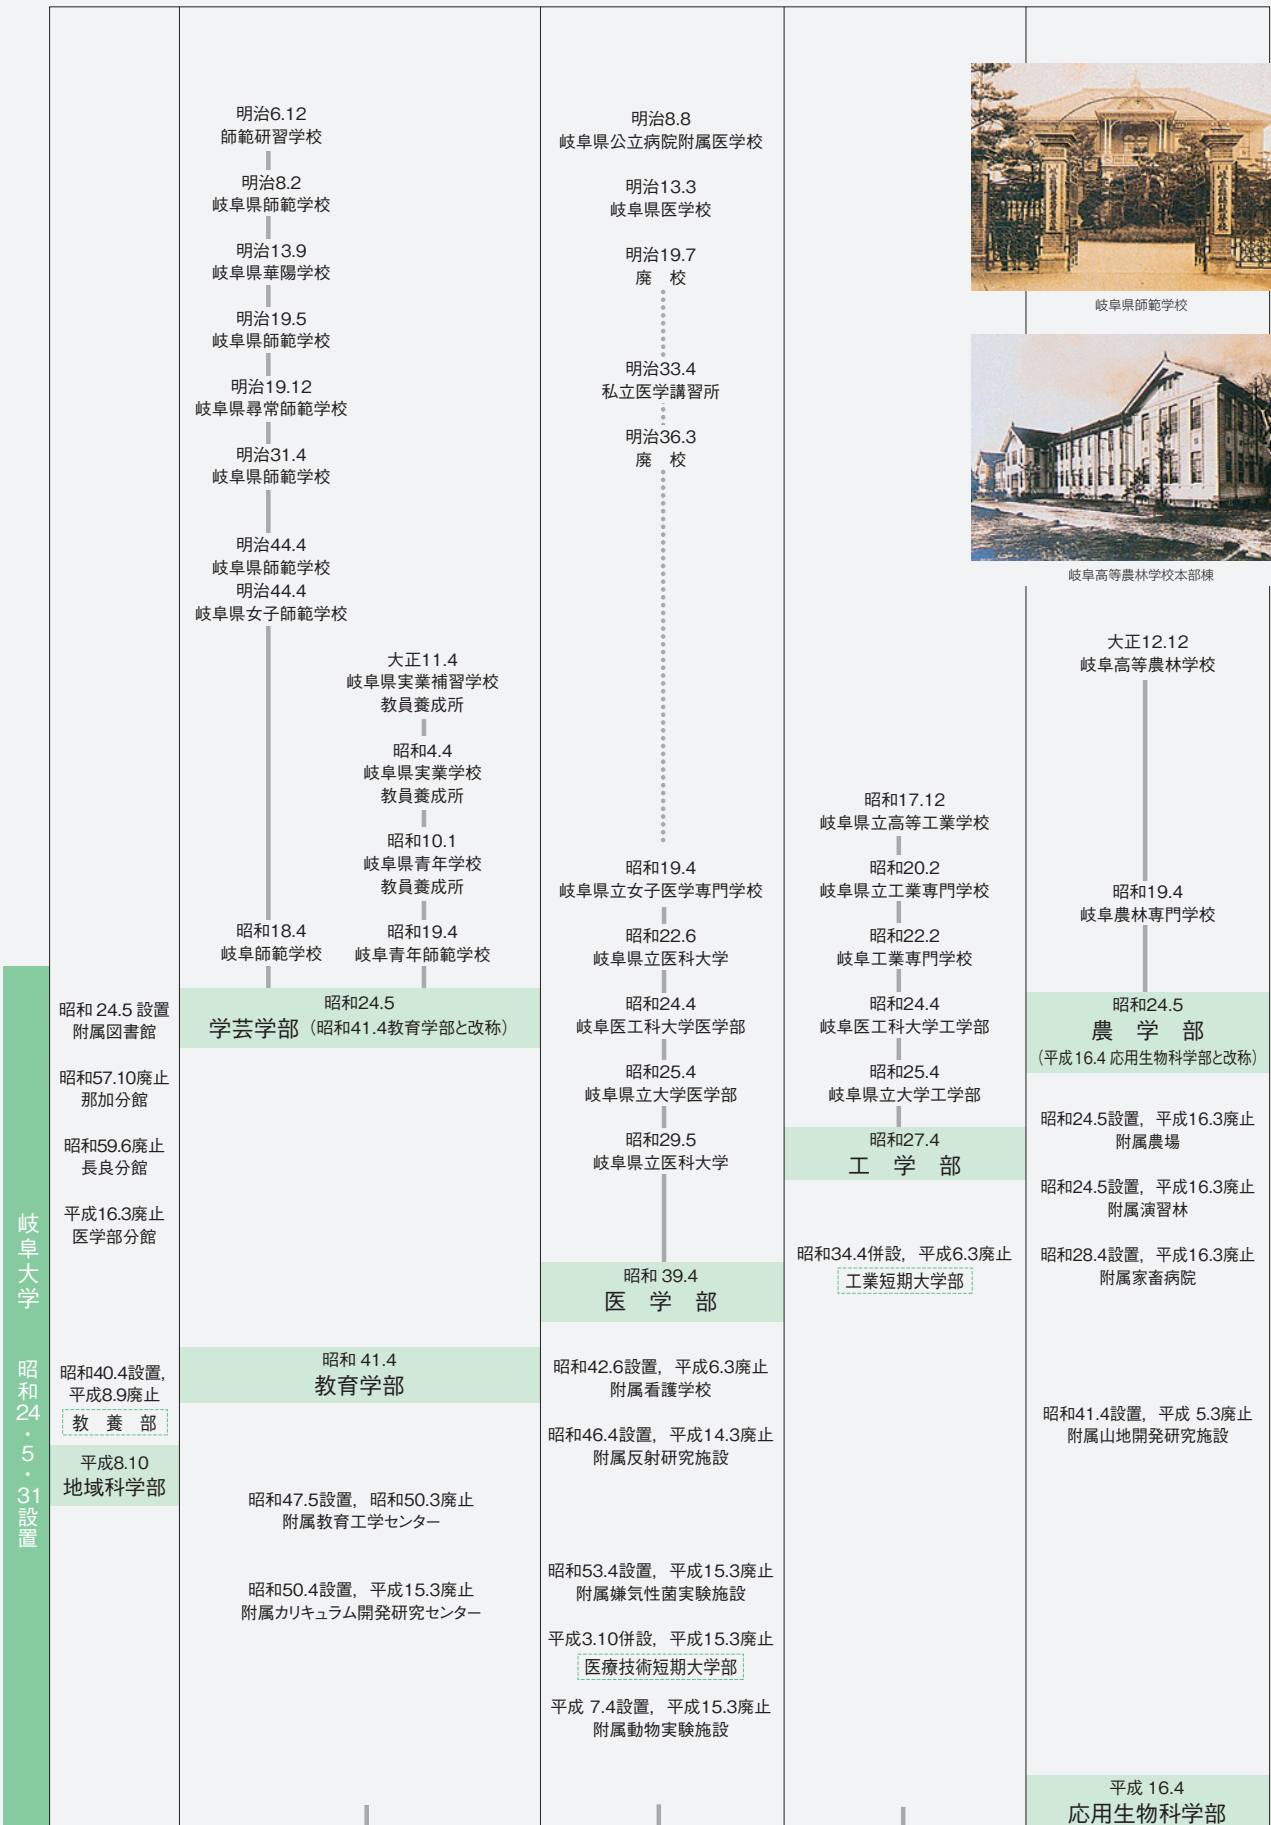 岐阜大学 昭和24・5・31設置
昭和 24.5 設置
附属図書館
昭和57.10廃止
那加分館
昭和59.6廃止
長良分館
平成16.3廃止
医学部分館
昭和40.4設置,
平成8.9廃止
教 養 部
平成8.10
地域科学部
明治6.12
師範研習学校
明治8.2
岐阜県師範学校
明治13.9
岐阜県華陽学校
明治19.5
岐阜県師範学校
明治19.12
岐阜県尋常師範学校
明治31.4
岐阜県師範学校
明治44.4
岐阜県師範学校
明治44.4
岐阜県女子師範学校
大正11.4
岐阜県実業補習学校
教員養成所
昭和4.4
岐阜県実業学校
教員養成所
昭和10.1
岐阜県青年学校
教員養成所
昭和18.4
岐阜師範学校
昭和19.4
岐阜青年師範学校
昭和24.5
学芸学部（昭和41.4教育学部と改称）
昭和 41.4
教育学部
昭和47.5設置，昭和50.3廃止
附属教育工学センター
昭和50.4設置，平成15.3廃止
附属カリキュラム開発研究センター
明治8.8
岐阜県公立病院附属医学校
明治13.3
岐阜県医学校
明治19.7
廃 校
明治33.4
私立医学講習所
明治36.3
廃 校
昭和19.4
岐阜県立女子医学専門学校
昭和22.6
岐阜県立医科大学
昭和24.4
岐阜医工科大学医学部
昭和25.4
岐阜県立大学医学部
昭和29.5
岐阜県立医科大学
昭和 39.4
医 学 部
昭和42.6設置，平成6.3廃止
附属看護学校
昭和46.4設置，平成14.3廃止
附属反射研究施設
昭和53.4設置，平成15.3廃止
附属嫌気性菌実験施設
平成3.10併設，平成15.3廃止
医療技術短期大学部
平成 7.4設置，平成15.3廃止
附属動物実験施設
昭和17.12
岐阜県立高等工業学校
昭和20.2
岐阜県立工業専門学校
昭和22.2
岐阜工業専門学校
昭和24.4
岐阜医工科大学工学部
昭和25.4
岐阜県立大学工学部
昭和27.4
工 学 部
昭和34.4併設，平成6.3廃止
工業短期大学部
岐阜県師範学校
岐阜高等農林学校本部棟
大正12.12
岐阜高等農林学校
昭和19.4
岐阜農林専門学校
昭和24.5
農 学 部
（平成16.4 応用生物科学部と改称）
昭和24.5設置，平成16.3廃止
附属農場
昭和24.5設置，平成16.3廃止
附属演習林
昭和28.4設置，平成16.3廃止
附属家畜病院
昭和41.4設置，平成 5.3廃止
附属山地開発研究施設
平成 16.4
応用生物科学部